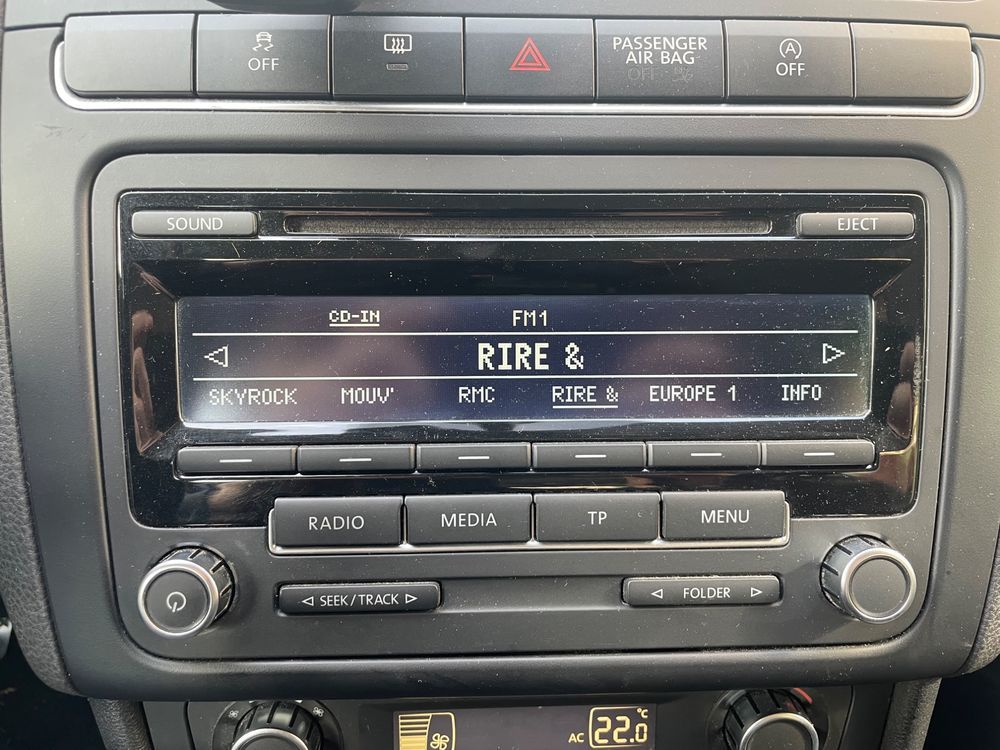 OFF
PASSENGER
AIR BAG
OFF
A
OFF
SOUND
EJECT
CD-IN FM1
RIRE &
SKYROCK MOUV' RMC RIRE & EUROPE 1 INFO
RADIO MEDIA TP MENU
SEEK/TRACK
FOLDER
AC 22.0 °C